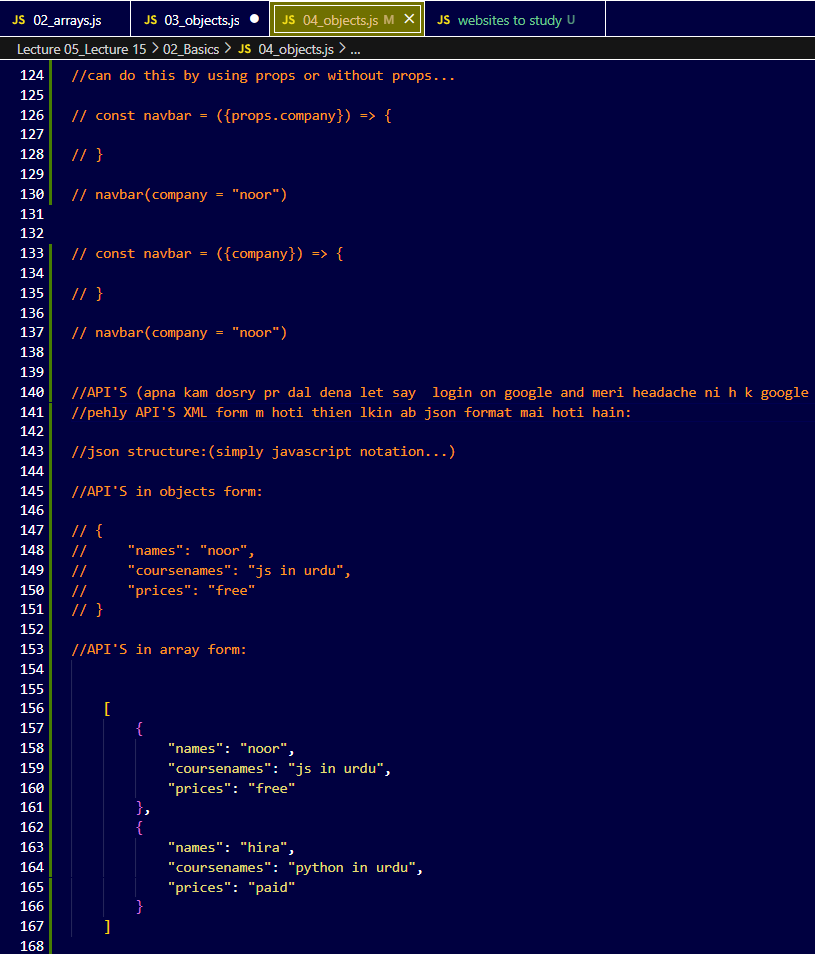 JS 02_arrays.js JS 03_objects.js ● JS 04_objects.js M × JS websites to study U
Lecture 05_Lecture 15 > 02_Basics > JS 04_objects.js > ...
124 //can do this by using props or without props...
125
126 // const navbar = ({props.company}) => {
127
128 // }
129
130 // navbar(company = "noor")
131
132
133 // const navbar = ({company}) => {
134
135 // }
136
137 // navbar(company = "noor")
138
139
140 //API'S (apna kam dosry pr dal dena let say  login on google and meri headache ni h k google
141 //pehly API'S XML form m hoti thien lkin ab json format mai hoti hain:
142
143 //json structure:(simply javascript notation...)
144
145 //API'S in objects form:
146
147 // {
148 //     "names": "noor",
149 //     "coursenames": "js in urdu",
150 //     "prices": "free"
151 // }
152
153 //API'S in array form:
154
155
156     [
157         {
158             "names": "noor",
159             "coursenames": "js in urdu",
160             "prices": "free"
161         },
162         {
163             "names": "hira",
164             "coursenames": "python in urdu",
165             "prices": "paid"
166         }
167     ]
168